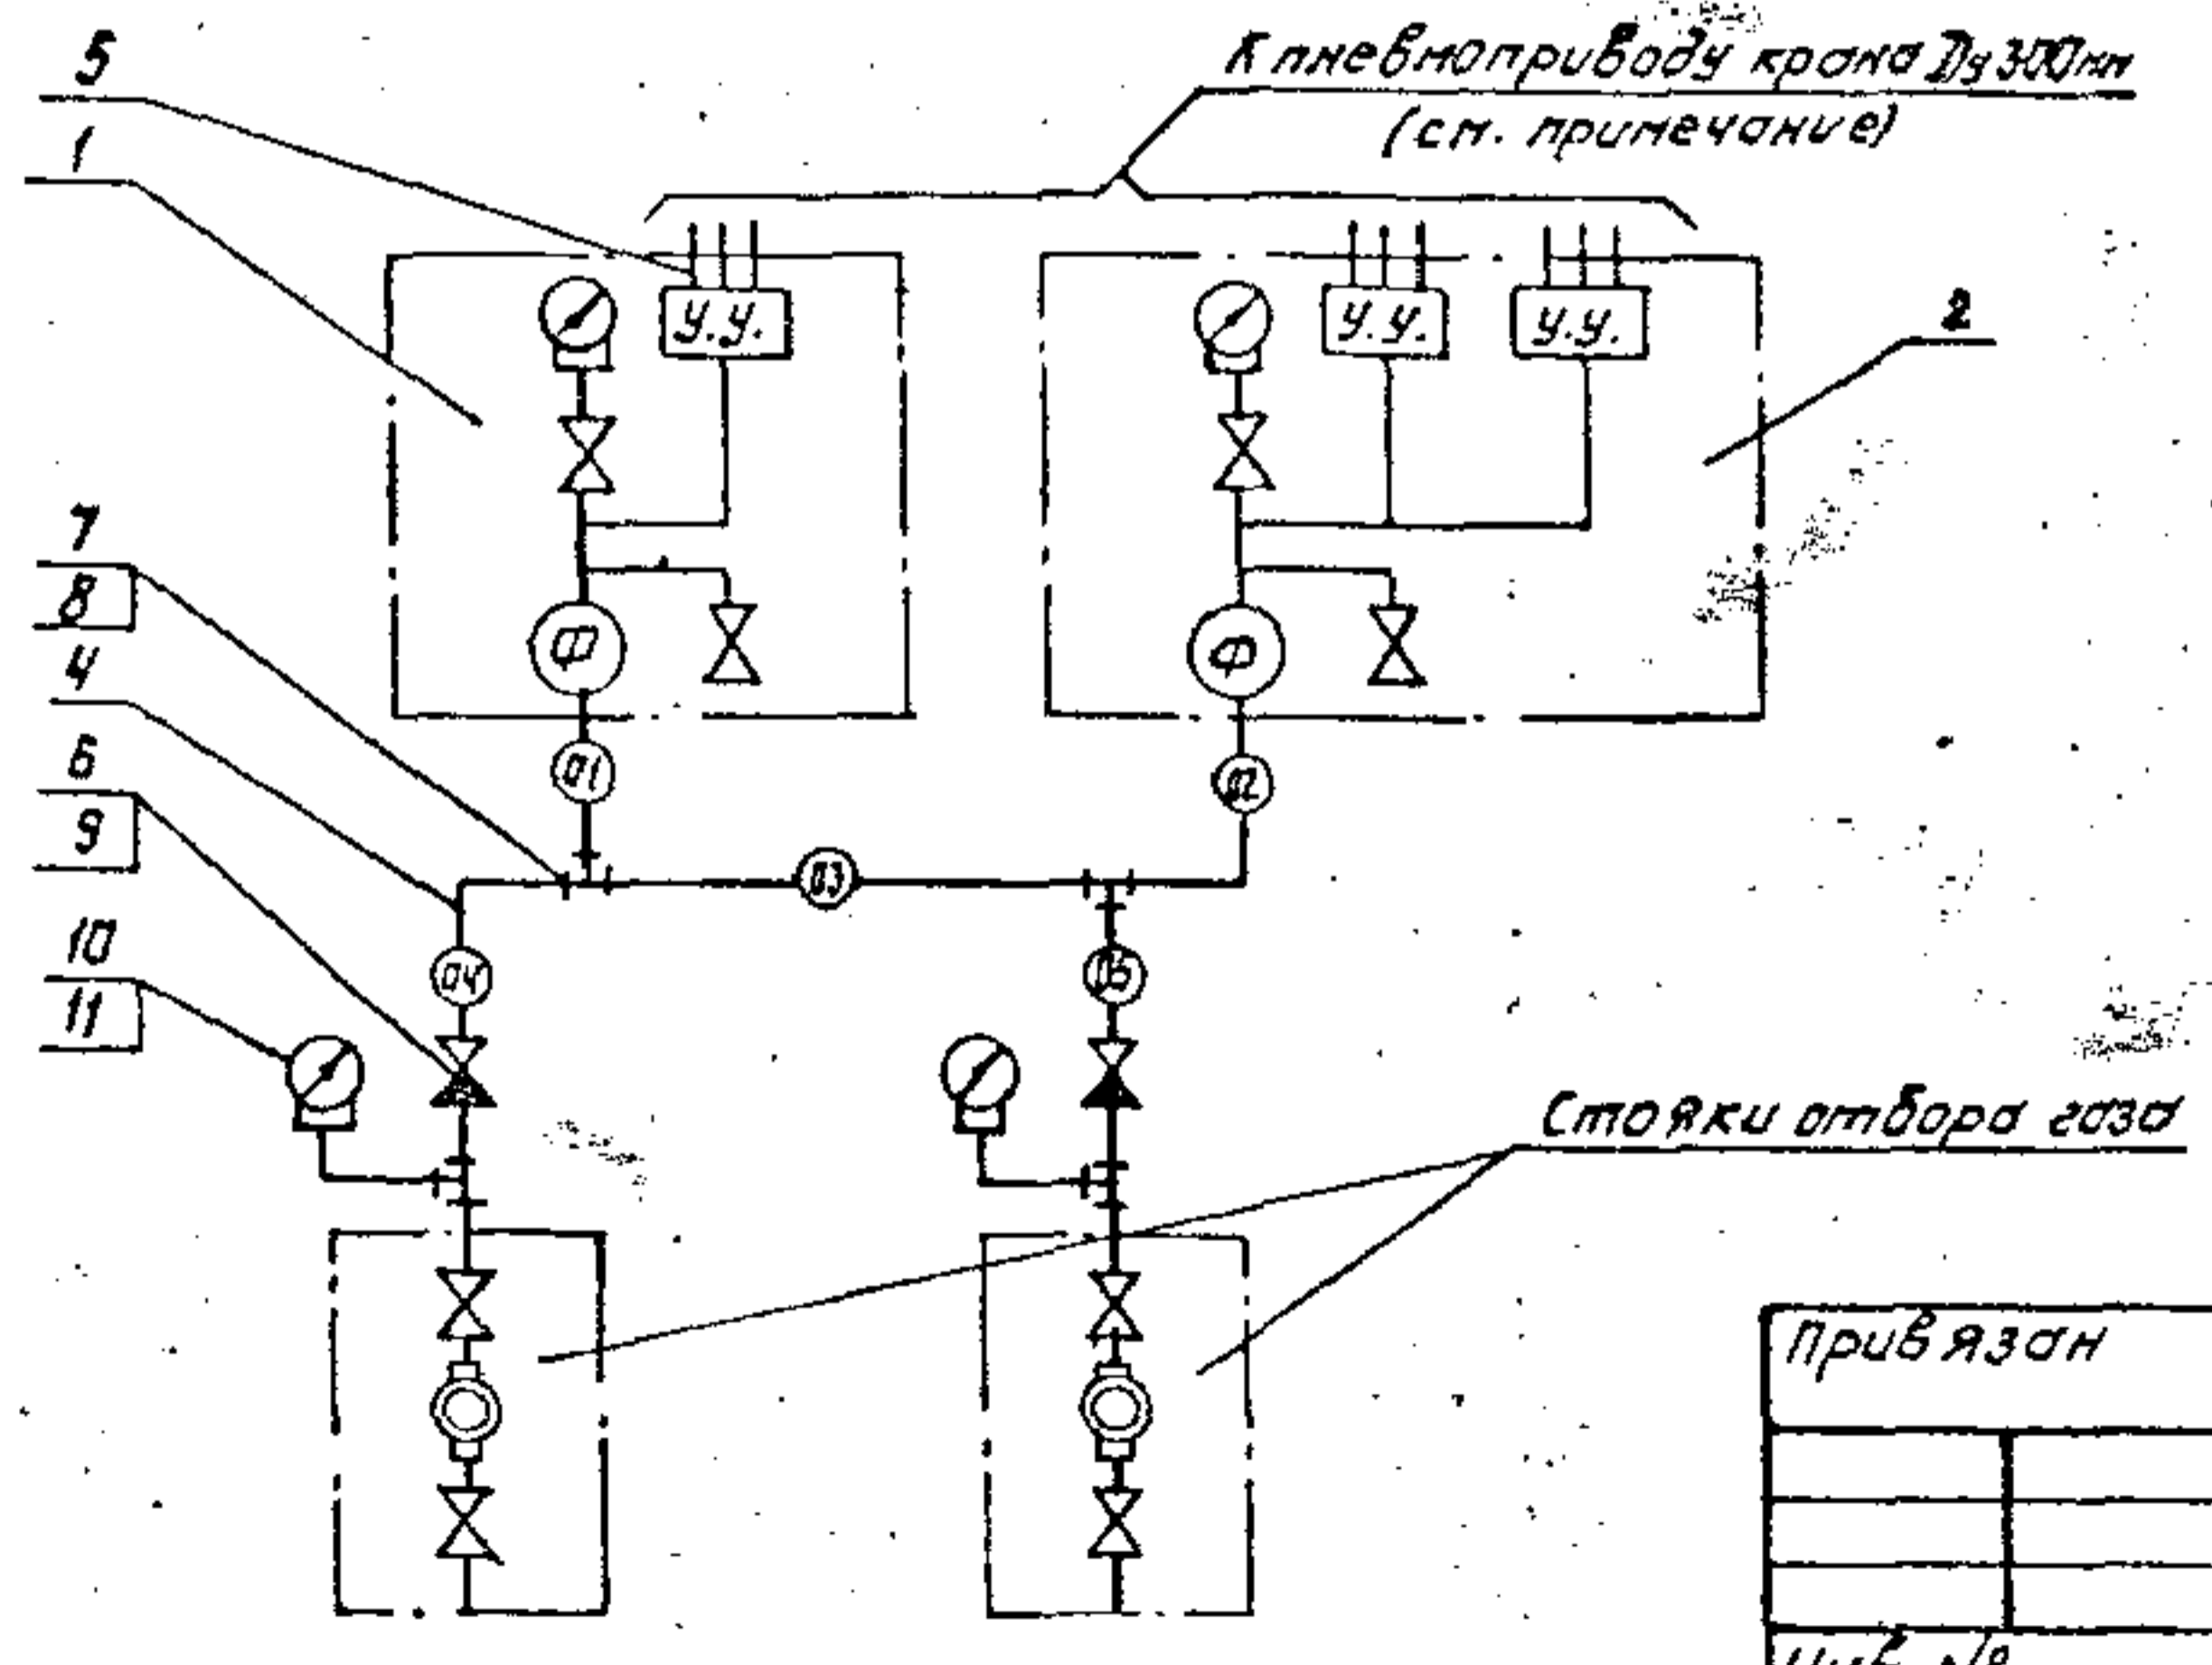 К пневмоприводу крана Dу 300мм
(см. примечание)
5
1
У.У.
У.У.
У.У.
2
7
8
Ф
Ф
4
6
9
01
02
03
10
11
04
05
Стояки отбора газа
Привязан
Инв. №